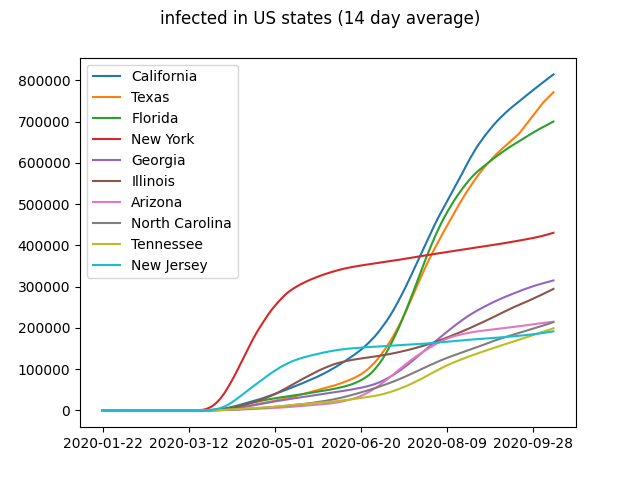 infected in US states (14 day average)
California
Texas
Florida
New York
Georgia
Illinois
Arizona
North Carolina
Tennessee
New Jersey
800000
700000
600000
500000
400000
300000
200000
100000
0
2020-01-22 2020-03-12 2020-05-01 2020-06-20 2020-08-09 2020-09-28